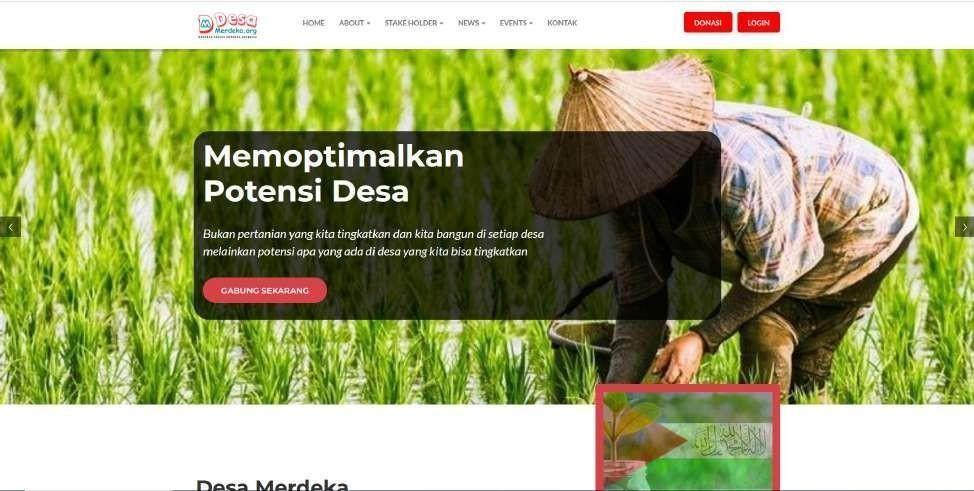 Desa
Merdeka.org
HOME ABOUT STAKE HOLDER NEWS EVENTS KONTAK
DONASI LOGIN
Memoptimalkan
Potensi Desa
Bukan pertanian yang kita tingkatkan dan kita bangun di setiap desa
melainkan potensi apa yang ada di desa yang kita bisa tingkatkan
GABUNG SEKARANG
Desa Merdeka